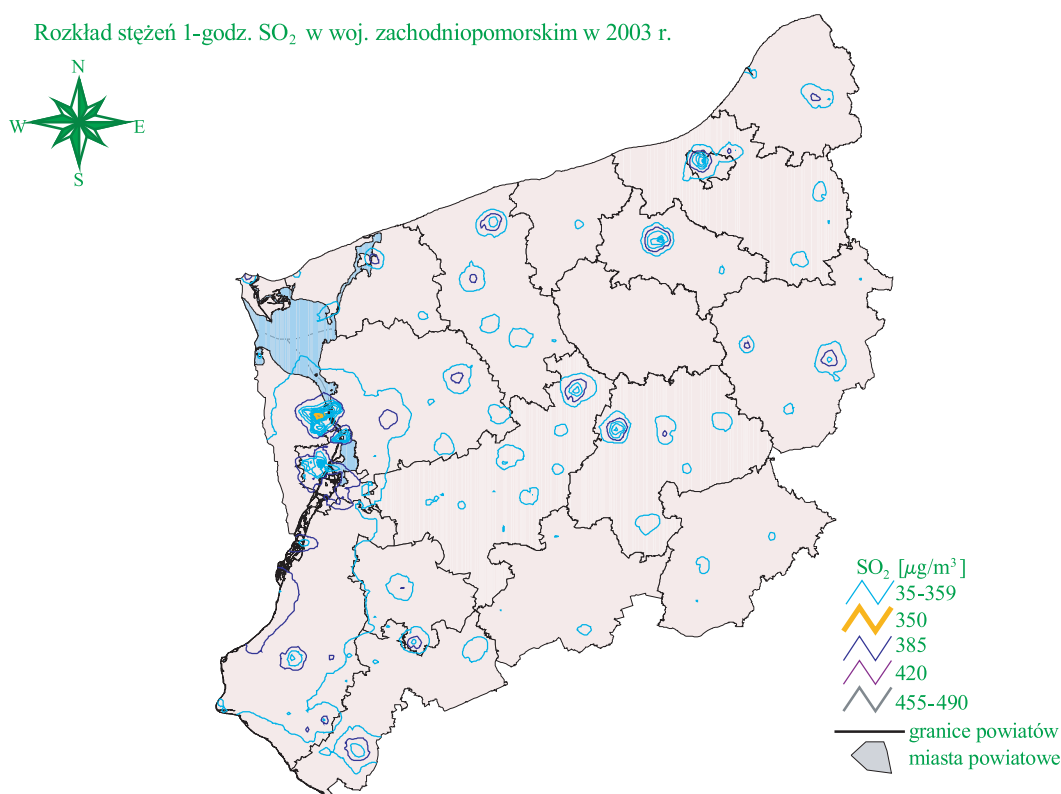 Rozkład stężeń 1-godz. SO₂ w woj. zachodniopomorskim w 2003 r.
N
W E
S
SO₂ [µg/m³]
35-359
350
385
420
455-490
granice powiatów
miasta powiatowe